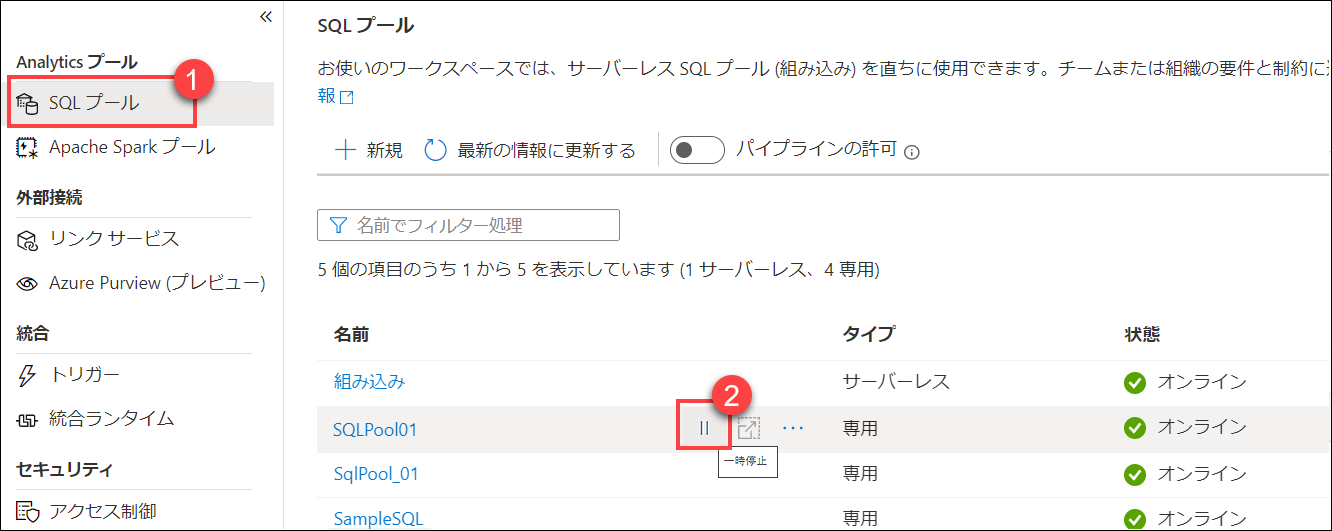 «
Analytics プール
1
SQL プール
Apache Spark プール
外部接続
リンク サービス
Azure Purview (プレビュー)
統合
トリガー
統合ランタイム
セキュリティ
アクセス制御
SQL プール
お使いのワークスペースでは、サーバーレス SQL プール (組み込み) を直ちに使用できます。チームまたは組織の要件と制約に
報
新規 最新の情報に更新する パイプラインの許可
名前でフィルター処理
5 個の項目のうち 1 から 5 を表示しています (1 サーバーレス、4 専用)
名前 タイプ 状態
組み込み サーバーレス オンライン
2
SQLPool01 ··· 専用 オンライン
一時停止
SqlPool_01 専用 オンライン
SampleSQL 専用 オンライン